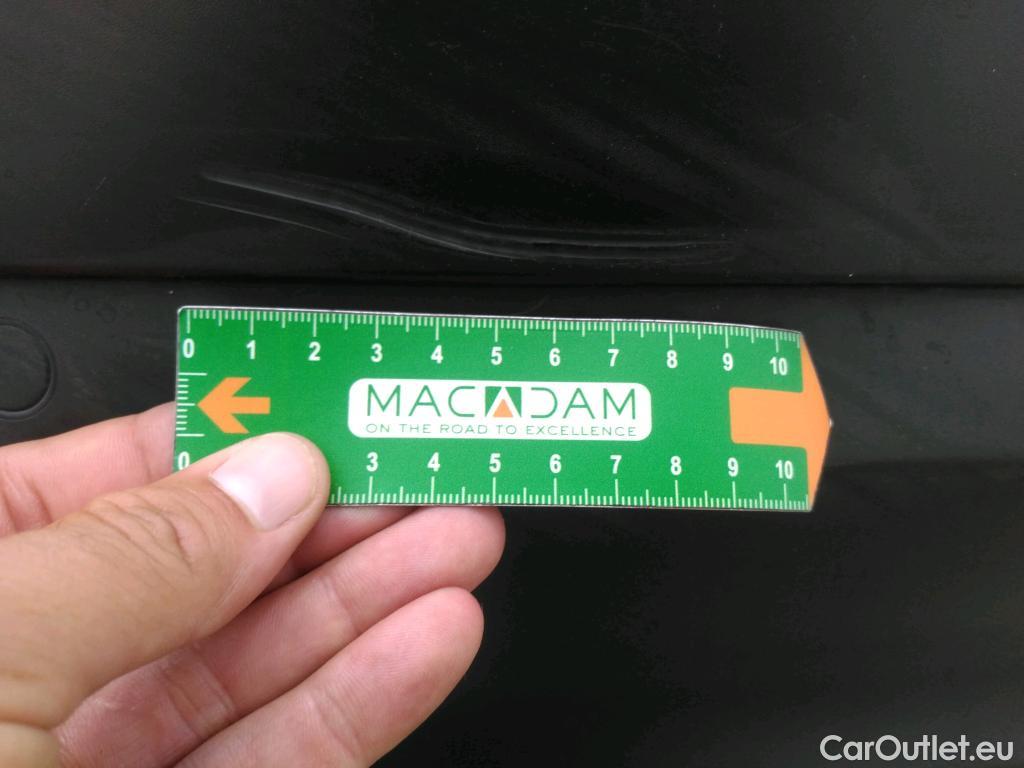 0 1 2 3 4 5 6 7 8 9 10
MACADAM
ON THE ROAD TO EXCELLENCE
0 3 4 5 6 7 8 9 10
CarOutlet.eu